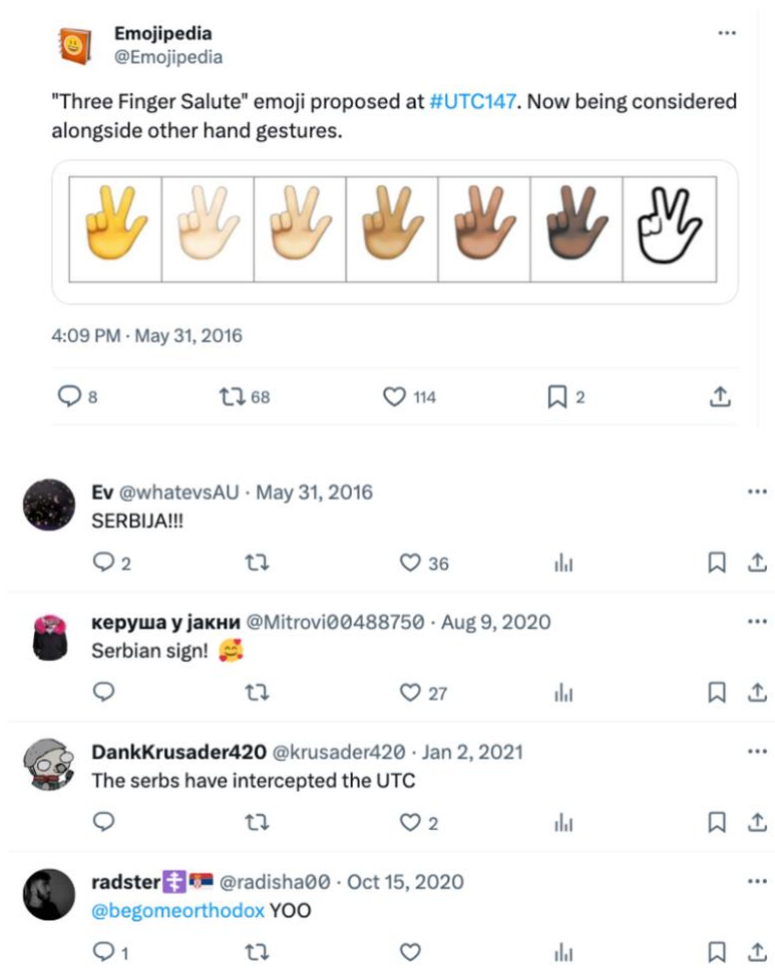 Emojipedia
@Emojipedia
"Three Finger Salute" emoji proposed at #UTC147. Now being considered
alongside other hand gestures.
4:09 PM · May 31, 2016
8 68 114 2
Ev @whatevsAU · May 31, 2016
SERBIJA!!!
2 36
керуша у јакни @Mitrovi00488750 · Aug 9, 2020
Serbian sign! 🥰
27
DankKrusader420 @krusader420 · Jan 2, 2021
The serbs have intercepted the UTC
2
radster☦️🇷🇸 @radisha00 · Oct 15, 2020
@begomeorthodox YOO
1